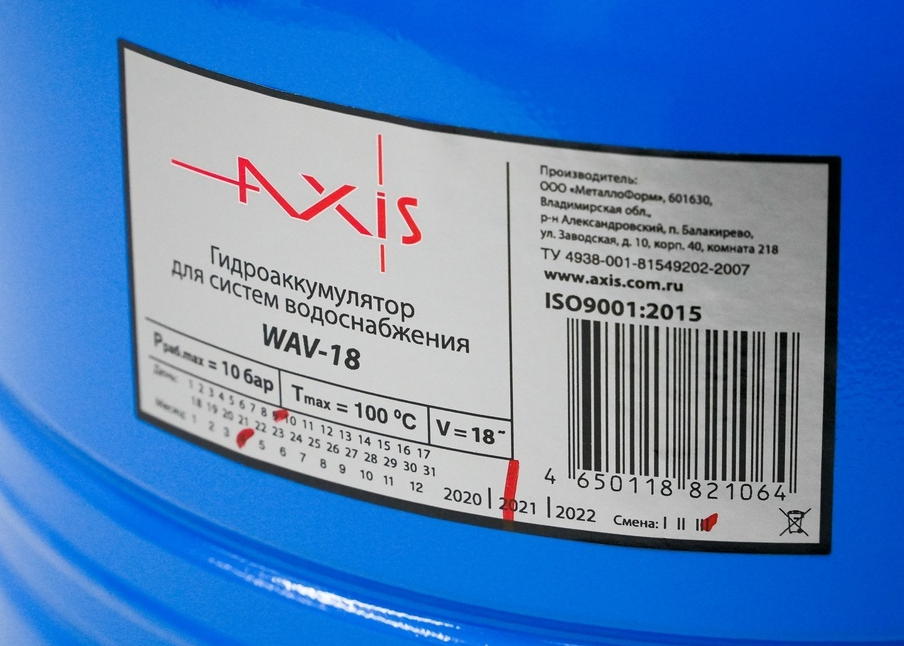 AXIS
Гидроаккумулятор
для систем водоснабжения
WAV-18
Pраб.max = 10 бар
Tmax = 100 ºC
V = 18~
День: 1 2 3 4 5 6 7 8 9 10 11 12 13 14 15 16 17
18 19 20 21 22 23 24 25 26 27 28 29 30 31
Месяц: 1 2 3 5 6 7 8 9 10 11 12
2020 | 2021 | 2022
Смена: I II III
Производитель:
ООО «МеталлоФорм», 601630,
Владимирская обл.,
р-н Александровский, п. Балакирево,
ул. Заводская, д. 10, корп. 40, комната 218
ТУ 4938-001-81549202-2007
www.axis.com.ru
ISO9001:2015
4 650118 821064